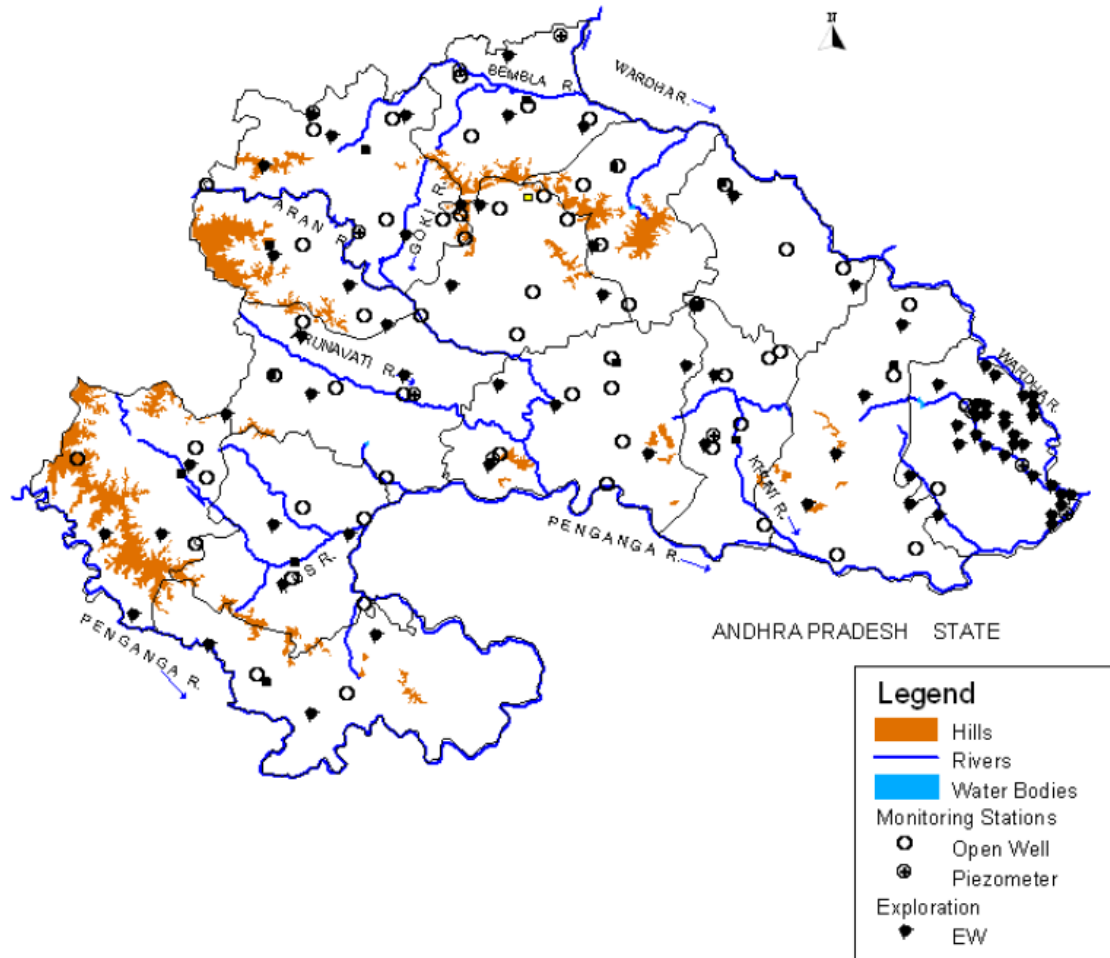 N
BEMBLA R.
WARDHA R.
ARAN R.
GOKI R.
ARUNAVATI R.
WARDHA R.
KHUNI R.
PENGANGA R.
PENGANGA R.
ANDHRA PRADESH STATE
Legend
Hills
Rivers
Water Bodies
Monitoring Stations
Open Well
Piezometer
Exploration
EW